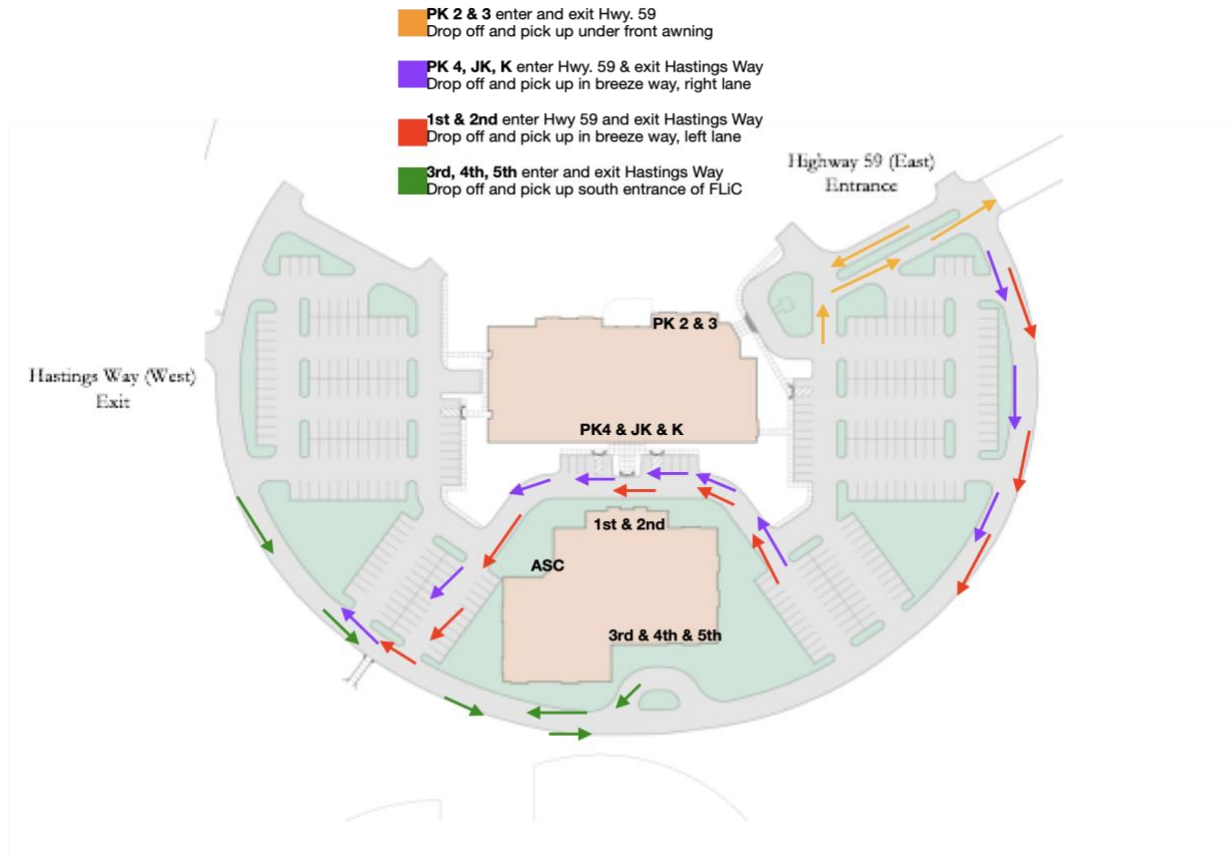 PK 2 & 3 enter and exit Hwy. 59
Drop off and pick up under front awning
PK 4, JK, K enter Hwy. 59 & exit Hastings Way
Drop off and pick up in breeze way, right lane
1st & 2nd enter Hwy 59 and exit Hastings Way
Drop off and pick up in breeze way, left lane
3rd, 4th, 5th enter and exit Hastings Way
Drop off and pick up south entrance of FLiC
Highway 59 (East)
Entrance
PK 2 & 3
Hastings Way (West)
Exit
PK4 & JK & K
1st & 2nd
ASC
3rd & 4th & 5th